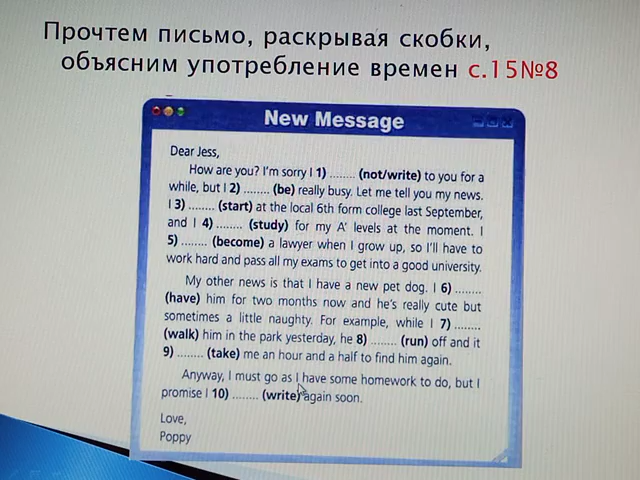 Прочтем письмо, раскрывая скобки,
объясним употребление времен с.15№8
New Message
Dear Jess,
How are you? I'm sorry I 1) ........ (not/write) to you for a
while, but I 2) ........ (be) really busy. Let me tell you my news.
I 3) ........ (start) at the local 6th form college last September,
and I 4) ........ (study) for my A' levels at the moment. I
5) ........ (become) a lawyer when I grow up, so I'll have to
work hard and pass all my exams to get into a good university.
My other news is that I have a new pet dog. I 6) ........
(have) him for two months now and he's really cute but
sometimes a little naughty. For example, while I 7) ........
(walk) him in the park yesterday, he 8) ........ (run) off and it
9) ........ (take) me an hour and a half to find him again.
Anyway, I must go as I have some homework to do, but I
promise I 10) ........ (write) again soon.
Love,
Poppy